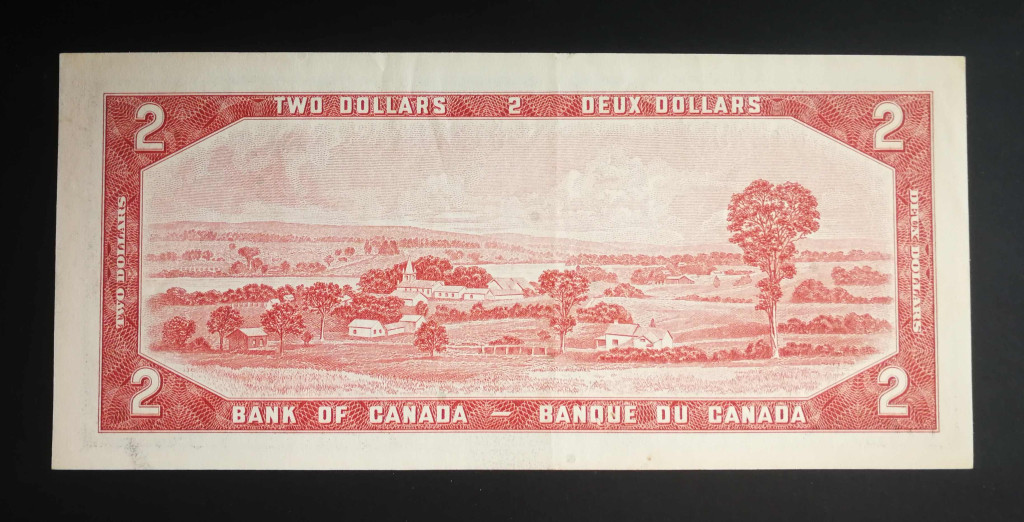 TWO DOLLARS 2 DEUX DOLLARS
2 2
TWO DOLLARS
DEUX DOLLARS
2 2
BANK OF CANADA – BANQUE DU CANADA